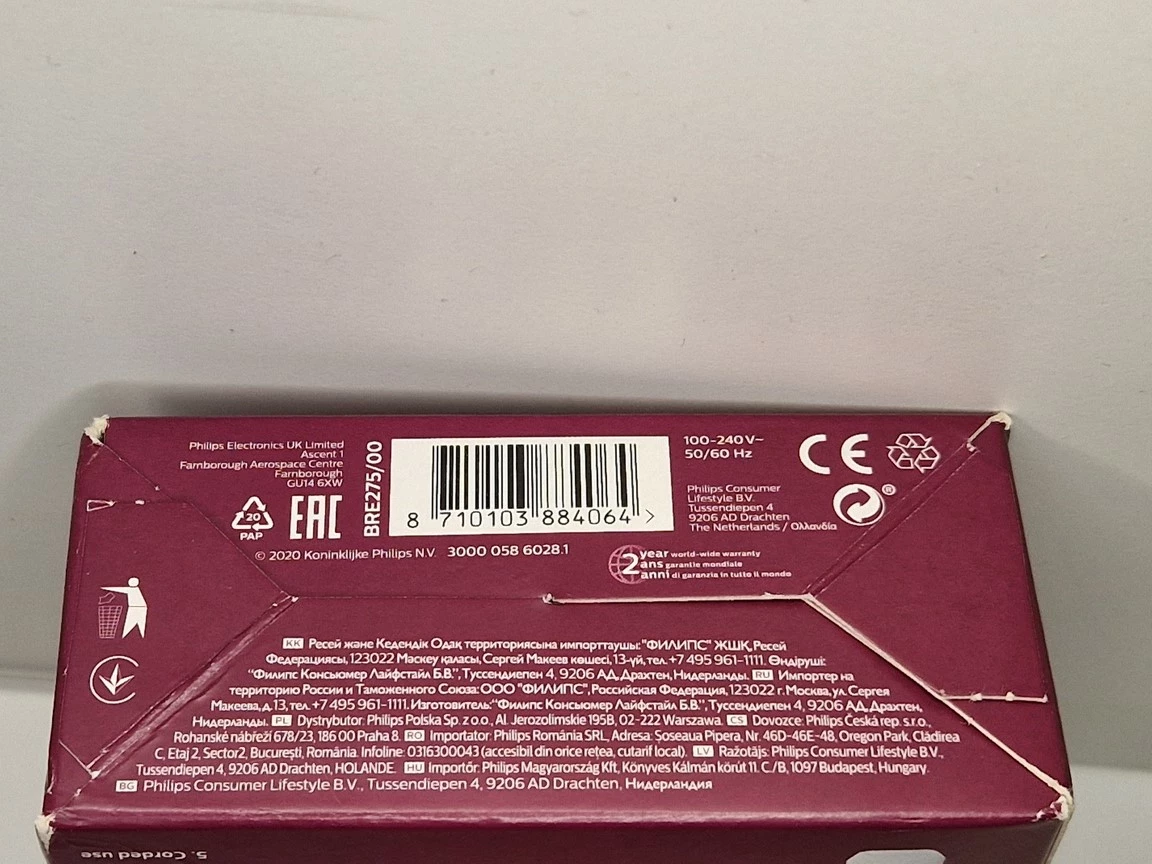 Philips Electronics UK Limited
Ascent 1
Farnborough Aerospace Centre
Farnborough
GU14 6XW
20
PAP
EAC
BRE275/00
8 710103 884064 >
100-240 V~
50/60 Hz
CE
Philips Consumer
Lifestyle B.V.
Tussendiepen 4
9206 AD Drachten
The Netherlands / Ολλανδία
®
© 2020 Koninklijke Philips N.V. 3000 058 6028.1
2 year world-wide warranty
ans garantie mondiale
anni di garanzia in tutto il mondo
KK Ресей және Кедендік Одақ территориясына импорттаушы: "ФИЛИПС" ЖШҚ, Ресей
Федерациясы, 123022 Маскеу қаласы, Сергей Макеев көшесі, 13-үй, тел. +7 495 961-1111. Өндіруші:
"Филипс Консьюмер Лайфстайл Б.В.", Туссендиепен 4, 9206 АД, Драхтен, Нидерланды. RU Импортер на
территорию России и Таможенного Союза: ООО "ФИЛИПС", Российская Федерация, 123022 г. Москва, ул. Сергея
Макеева, д.13, тел. +7 495 961-1111. Изготовитель: "Филипс Консьюмер Лайфстайл Б.В.", Туссендиепен 4, 9206 АД, Драхтен,
Нидерланды. PL Dystrybutor: Philips Polska Sp. z o.o., Al. Jerozolimskie 195B, 02-222 Warszawa. CS Dovozce: Philips Česká rep. s.r.o.,
Rohanské nábřeží 678/23, 186 00 Praha 8. RO Importator: Philips România SRL, Adresa: Şoseaua Pipera, Nr. 46D-46E-48, Oregon Park, Clădirea
C, Etaj 2, Sector2, Bucureşti, România. Infoline: 0316300043 (accesibil din orice reţea, cutarif local). LV Ražotājs: Philips Consumer Lifestyle B.V.,
Tussendiepen 4, 9206 AD Drachten, HOLANDE. HU Importőr: Philips Magyarország Kft, Könyves Kálmán körút 11. C/B, 1097 Budapest, Hungary.
BG Philips Consumer Lifestyle B.V., Tussendiepen 4, 9206 AD Drachten, Нидерландия
5. Corded use